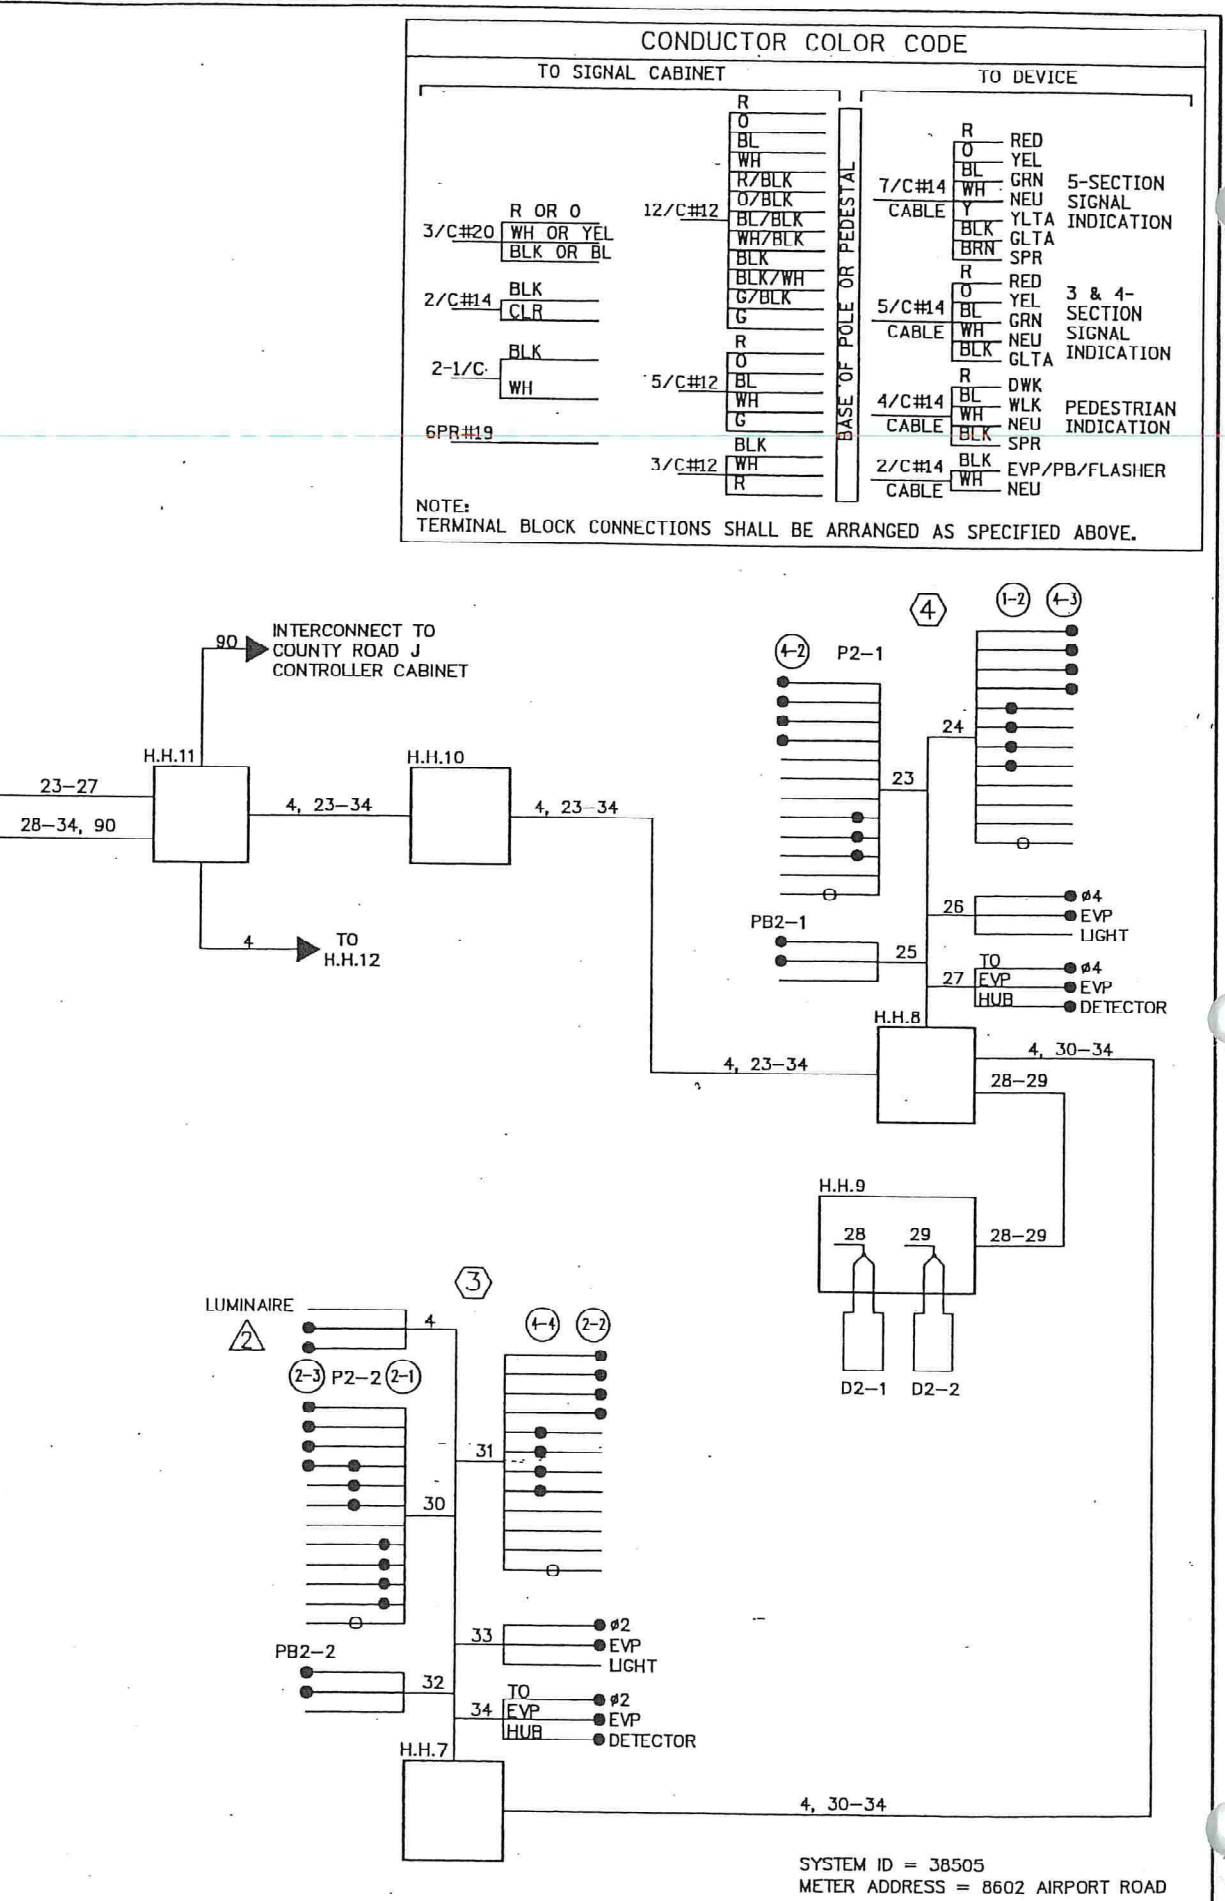 CONDUCTOR COLOR CODE
TO SIGNAL CABINET
TO DEVICE
3/C#20
R OR O
WH OR YEL
BLK OR BL
2/C#14
BLK
CLR
2-1/C
BLK
WH
6PR#19
12/C#12
R
O
BL
WH
R/BLK
O/BLK
BL/BLK
WH/BLK
BLK
BLK/WH
G/BLK
G
5/C#12
R
O
BL
WH
G
3/C#12
BLK
WH
R
BASE OF POLE OR PEDESTAL
7/C#14
CABLE
R RED
O YEL
BL GRN
WH NEU
Y YLTA
BLK GLTA
BRN SPR
5-SECTION
SIGNAL
INDICATION
5/C#14
CABLE
R RED
O YEL
BL GRN
WH NEU
BLK GLTA
3 & 4-
SECTION
SIGNAL
INDICATION
4/C#14
CABLE
R DWK
BL WLK
WH NEU
BLK SPR
PEDESTRIAN
INDICATION
2/C#14
CABLE
BLK EVP/PB/FLASHER
WH NEU
NOTE:
TERMINAL BLOCK CONNECTIONS SHALL BE ARRANGED AS SPECIFIED ABOVE.
90
INTERCONNECT TO
COUNTY ROAD J
CONTROLLER CABINET
H.H.11
23-27
28-34, 90
4, 23-34
H.H.10
4, 23-34
4
TO
H.H.12
4
1-2
4-3
4-2
P2-1
24
23
PB2-1
25
26
ø4
EVP
LIGHT
27
TO
EVP
HUB
ø4
EVP
DETECTOR
H.H.8
4, 23-34
4, 30-34
28-29
H.H.9
28
29
28-29
D2-1
D2-2
3
LUMINAIRE
2
4
4-4
2-2
2-3
P2-2
2-1
31
30
33
ø2
EVP
LIGHT
PB2-2
32
34
TO
EVP
HUB
ø2
EVP
DETECTOR
H.H.7
4, 30-34
SYSTEM ID = 38505
METER ADDRESS = 8602 AIRPORT ROAD